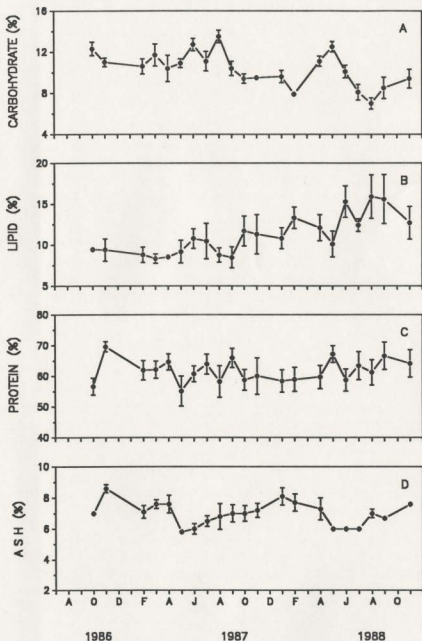 16
A
12
8
4
CARBOHYDRATE (%)
20
B
15
10
5
LIPID (%)
80
C
70
60
50
40
PROTEIN (%)
10
D
8
6
4
2
ASH (%)
A O D F A J A O D F A J A O
1986 1987 1988